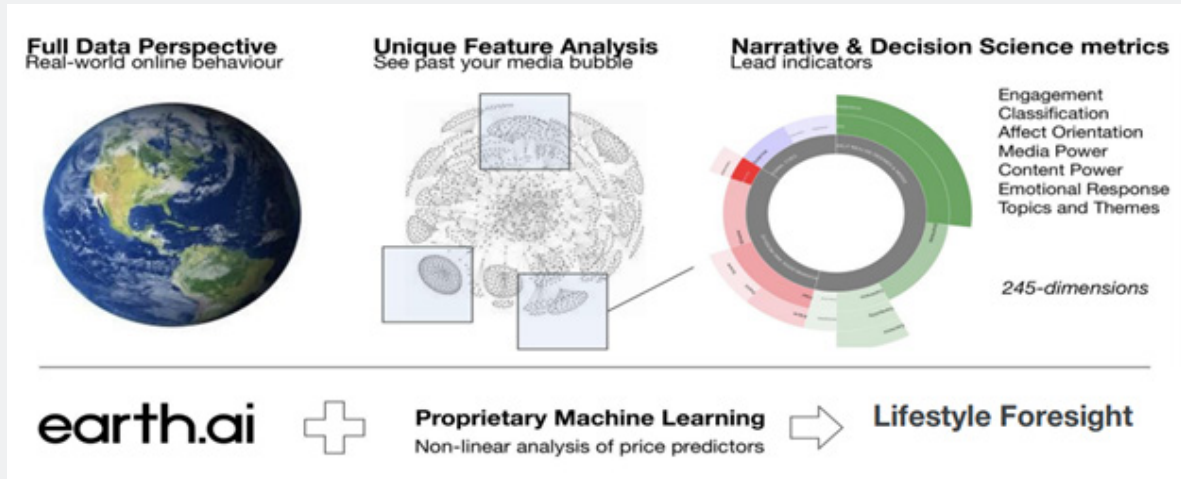 Full Data Perspective
Real-world online behaviour
Unique Feature Analysis
See past your media bubble
Narrative & Decision Science metrics
Lead indicators
Engagement
Classification
Affect Orientation
Media Power
Content Power
Emotional Response
Topics and Themes
245-dimensions
earth.ai
Proprietary Machine Learning
Non-linear analysis of price predictors
Lifestyle Foresight